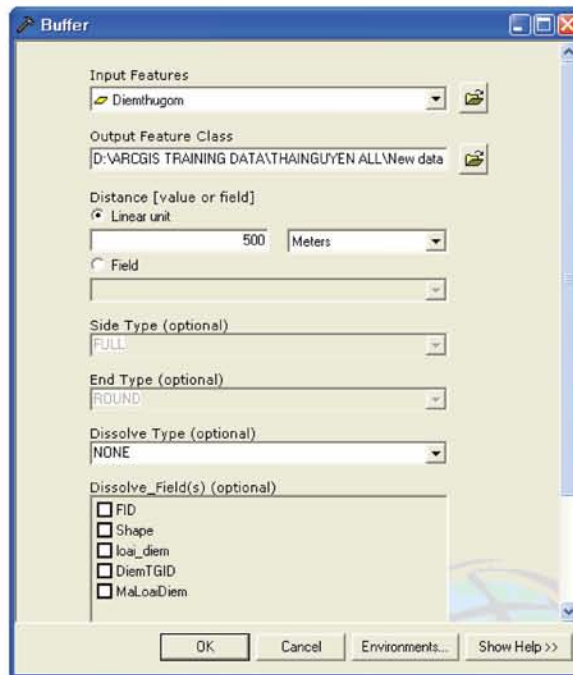 Buffer
Input Features
Diemthugom
Output Feature Class
D:\ARCGIS TRAINING DATA\THAINGUYEN ALL\New data
Distance [value or field]
Linear unit
500 Meters
Field
Side Type (optional)
FULL
End Type (optional)
ROUND
Dissolve Type (optional)
NONE
Dissolve_Field(s) (optional)
FID
Shape
loai_diem
DiemTGID
MaLoaiDiem
OK Cancel Environments... Show Help >>